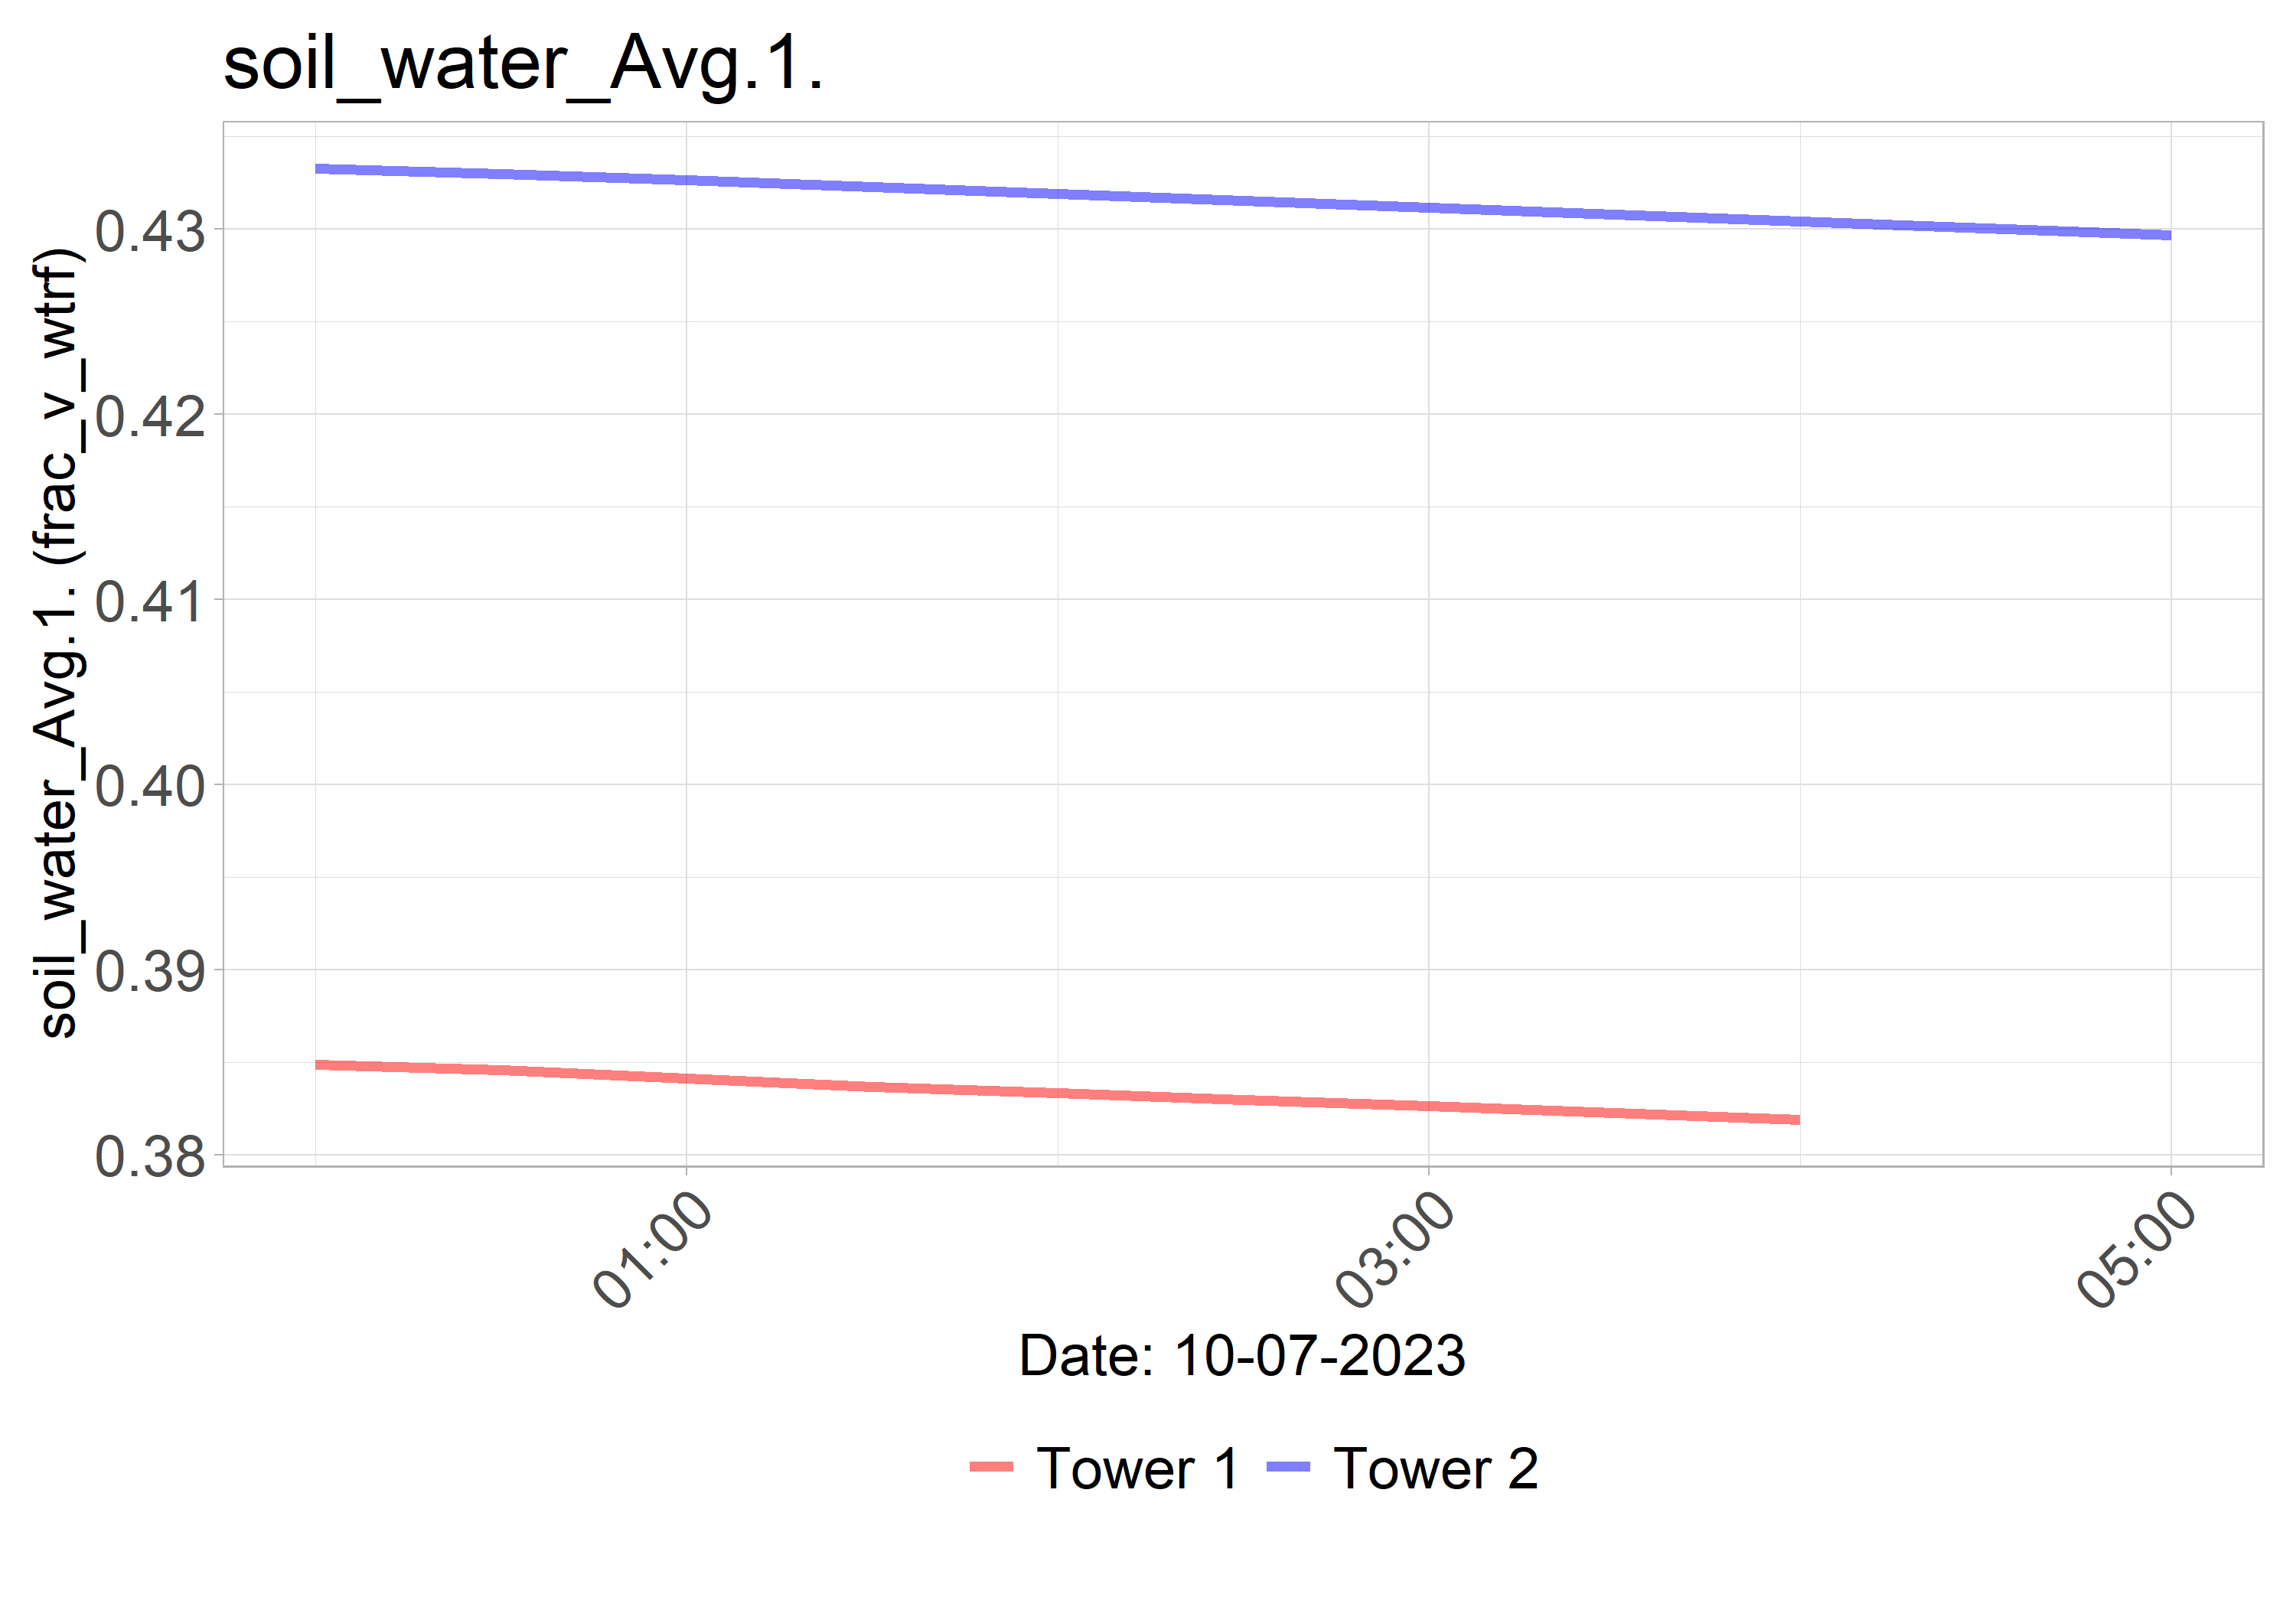 soil_water_Avg.1.
soil_water_Avg.1. (frac_v_wtrf)
0.43
0.42
0.41
0.40
0.39
0.38
01:00
03:00
05:00
Date: 10-07-2023
Tower 1
Tower 2